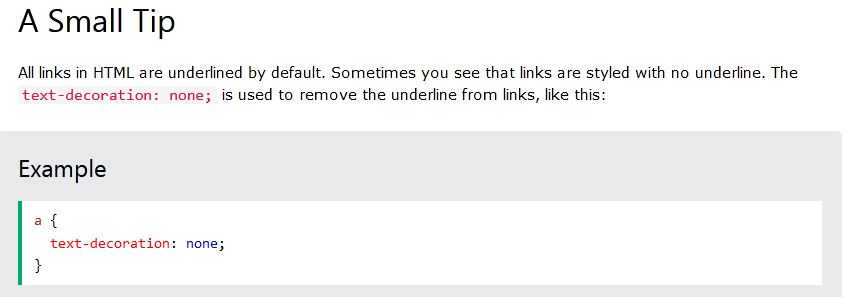 A Small Tip
All links in HTML are underlined by default. Sometimes you see that links are styled with no underline. The
text-decoration: none; is used to remove the underline from links, like this:
Example
a {
  text-decoration: none;
}